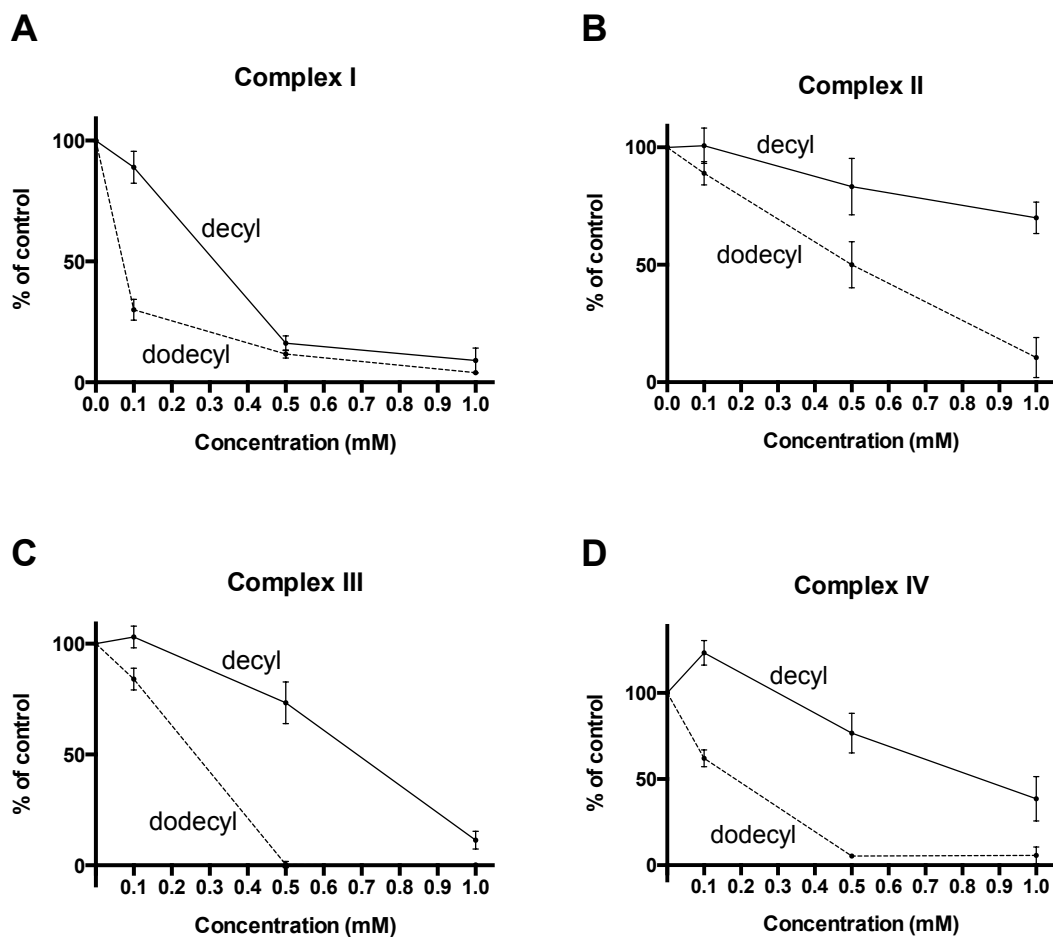 A
Complex I
% of control
100
50
0
decyl
dodecyl
0.0 0.1 0.2 0.3 0.4 0.5 0.6 0.7 0.8 0.9 1.0
Concentration (mM)
B
Complex II
% of control
100
50
0
decyl
dodecyl
0.0 0.1 0.2 0.3 0.4 0.5 0.6 0.7 0.8 0.9 1.0
Concentration (mM)
C
Complex III
% of control
100
50
0
decyl
dodecyl
0.1 0.2 0.3 0.4 0.5 0.6 0.7 0.8 0.9 1.0
Concentration (mM)
D
Complex IV
% of control
100
50
0
decyl
dodecyl
0.1 0.2 0.3 0.4 0.5 0.6 0.7 0.8 0.9 1.0
Concentration (mM)